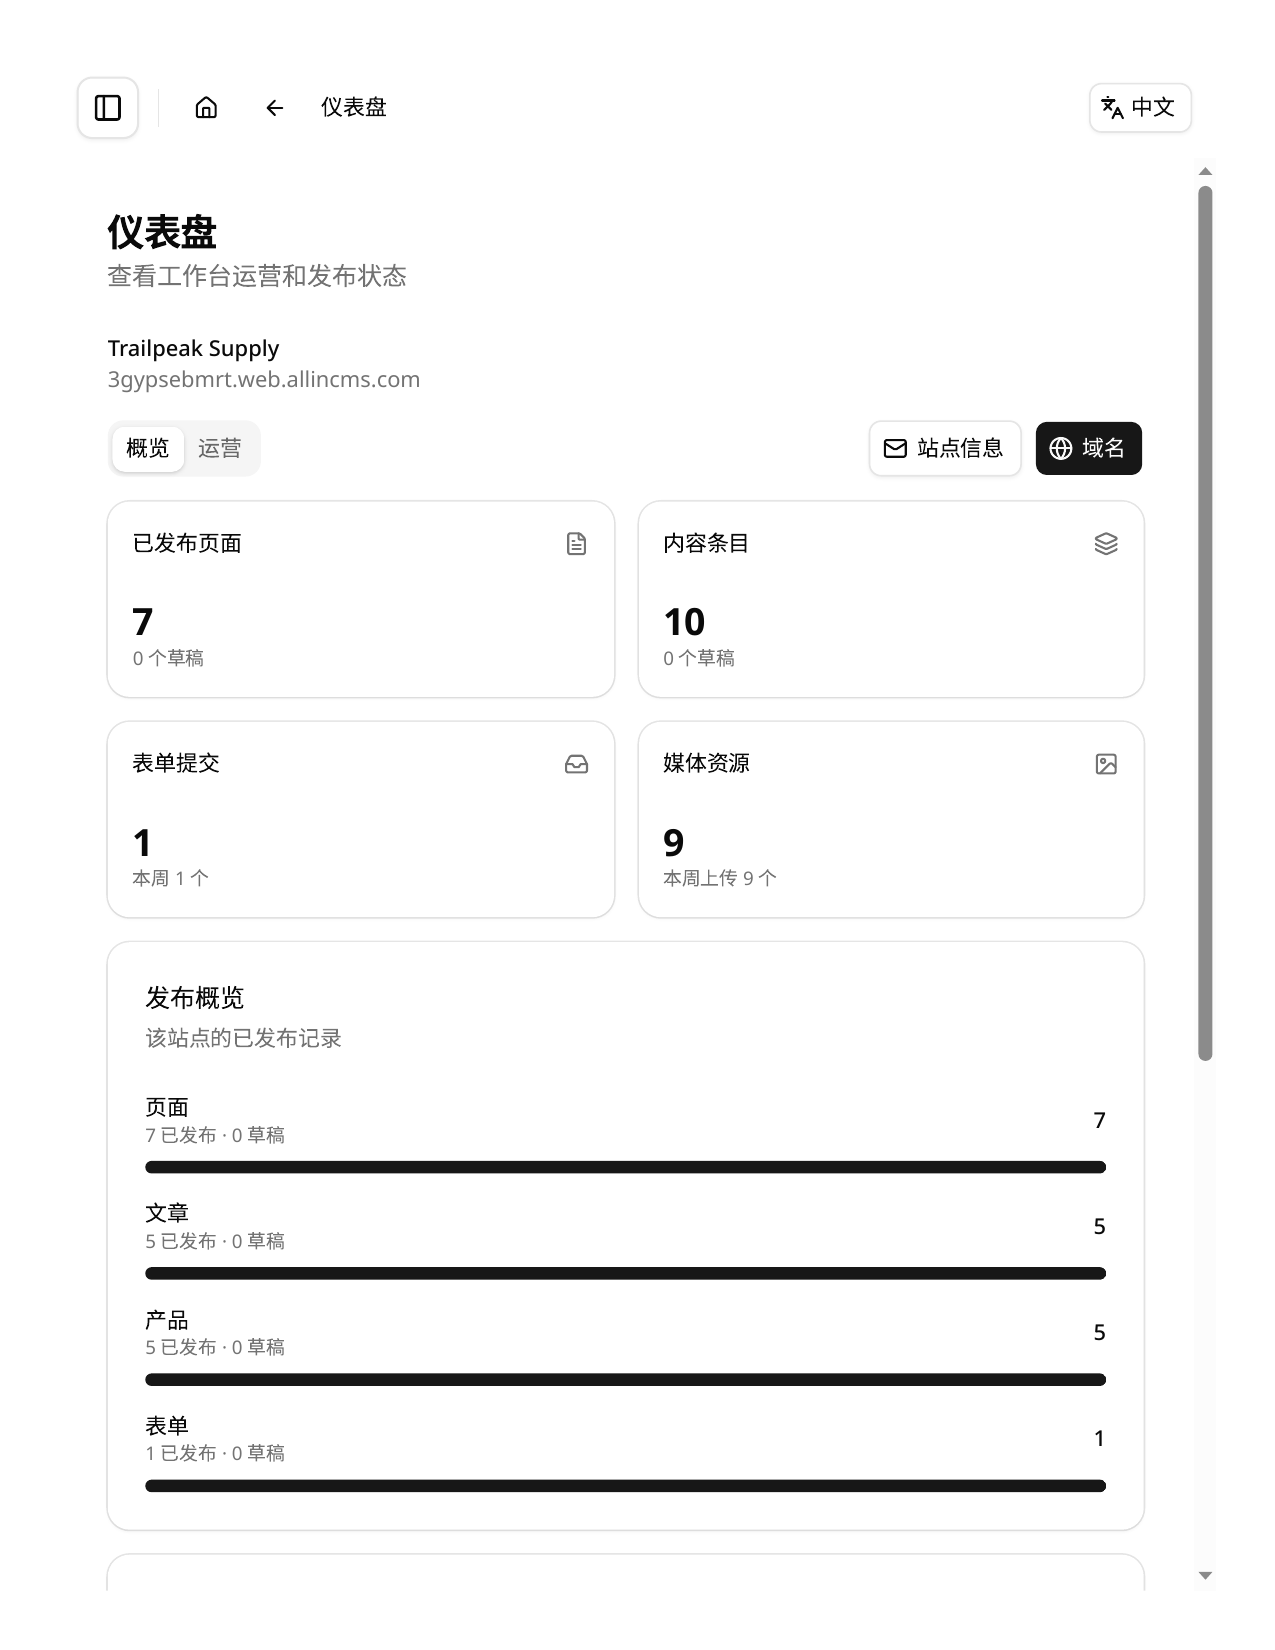 仪表盘
中文
仪表盘
查看工作台运营和发布状态
Trailpeak Supply
3gypsebmrt.web.allincms.com
概览 运营 站点信息 域名
已发布页面
7
0 个草稿
内容条目
10
0 个草稿
表单提交
1
本周 1 个
媒体资源
9
本周上传 9 个
发布概览
该站点的已发布记录
页面
7 已发布 · 0 草稿
7
文章
5 已发布 · 0 草稿
5
产品
5 已发布 · 0 草稿
5
表单
1 已发布 · 0 草稿
1